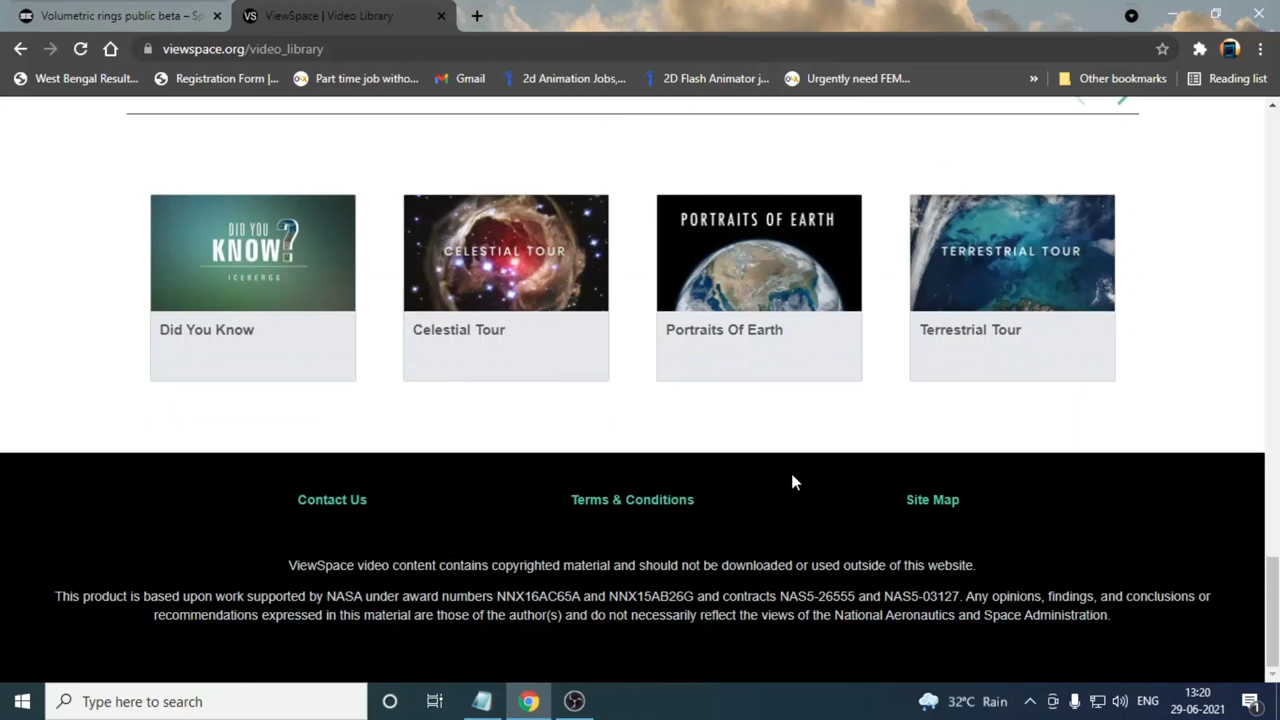 Volumetric rings public beta – Sp
VS ViewSpace | Video Library
viewspace.org/video_library
West Bengal Result... Registration Form |... Part time job witho... Gmail 2d Animation Jobs,... 2D Flash Animator j... Urgently need FEM... » Other bookmarks Reading list
DID YOU KNOW?
ICEBERGS
CELESTIAL TOUR
PORTRAITS OF EARTH
TERRESTRIAL TOUR
Did You Know Celestial Tour Portraits Of Earth Terrestrial Tour
Contact Us Terms & Conditions Site Map
ViewSpace video content contains copyrighted material and should not be downloaded or used outside of this website.
This product is based upon work supported by NASA under award numbers NNX16AC65A and NNX15AB26G and contracts NAS5-26555 and NAS5-03127. Any opinions, findings, and conclusions or
recommendations expressed in this material are those of the author(s) and do not necessarily reflect the views of the National Aeronautics and Space Administration.
Type here to search 32°C Rain ENG 13:20
29-06-2021